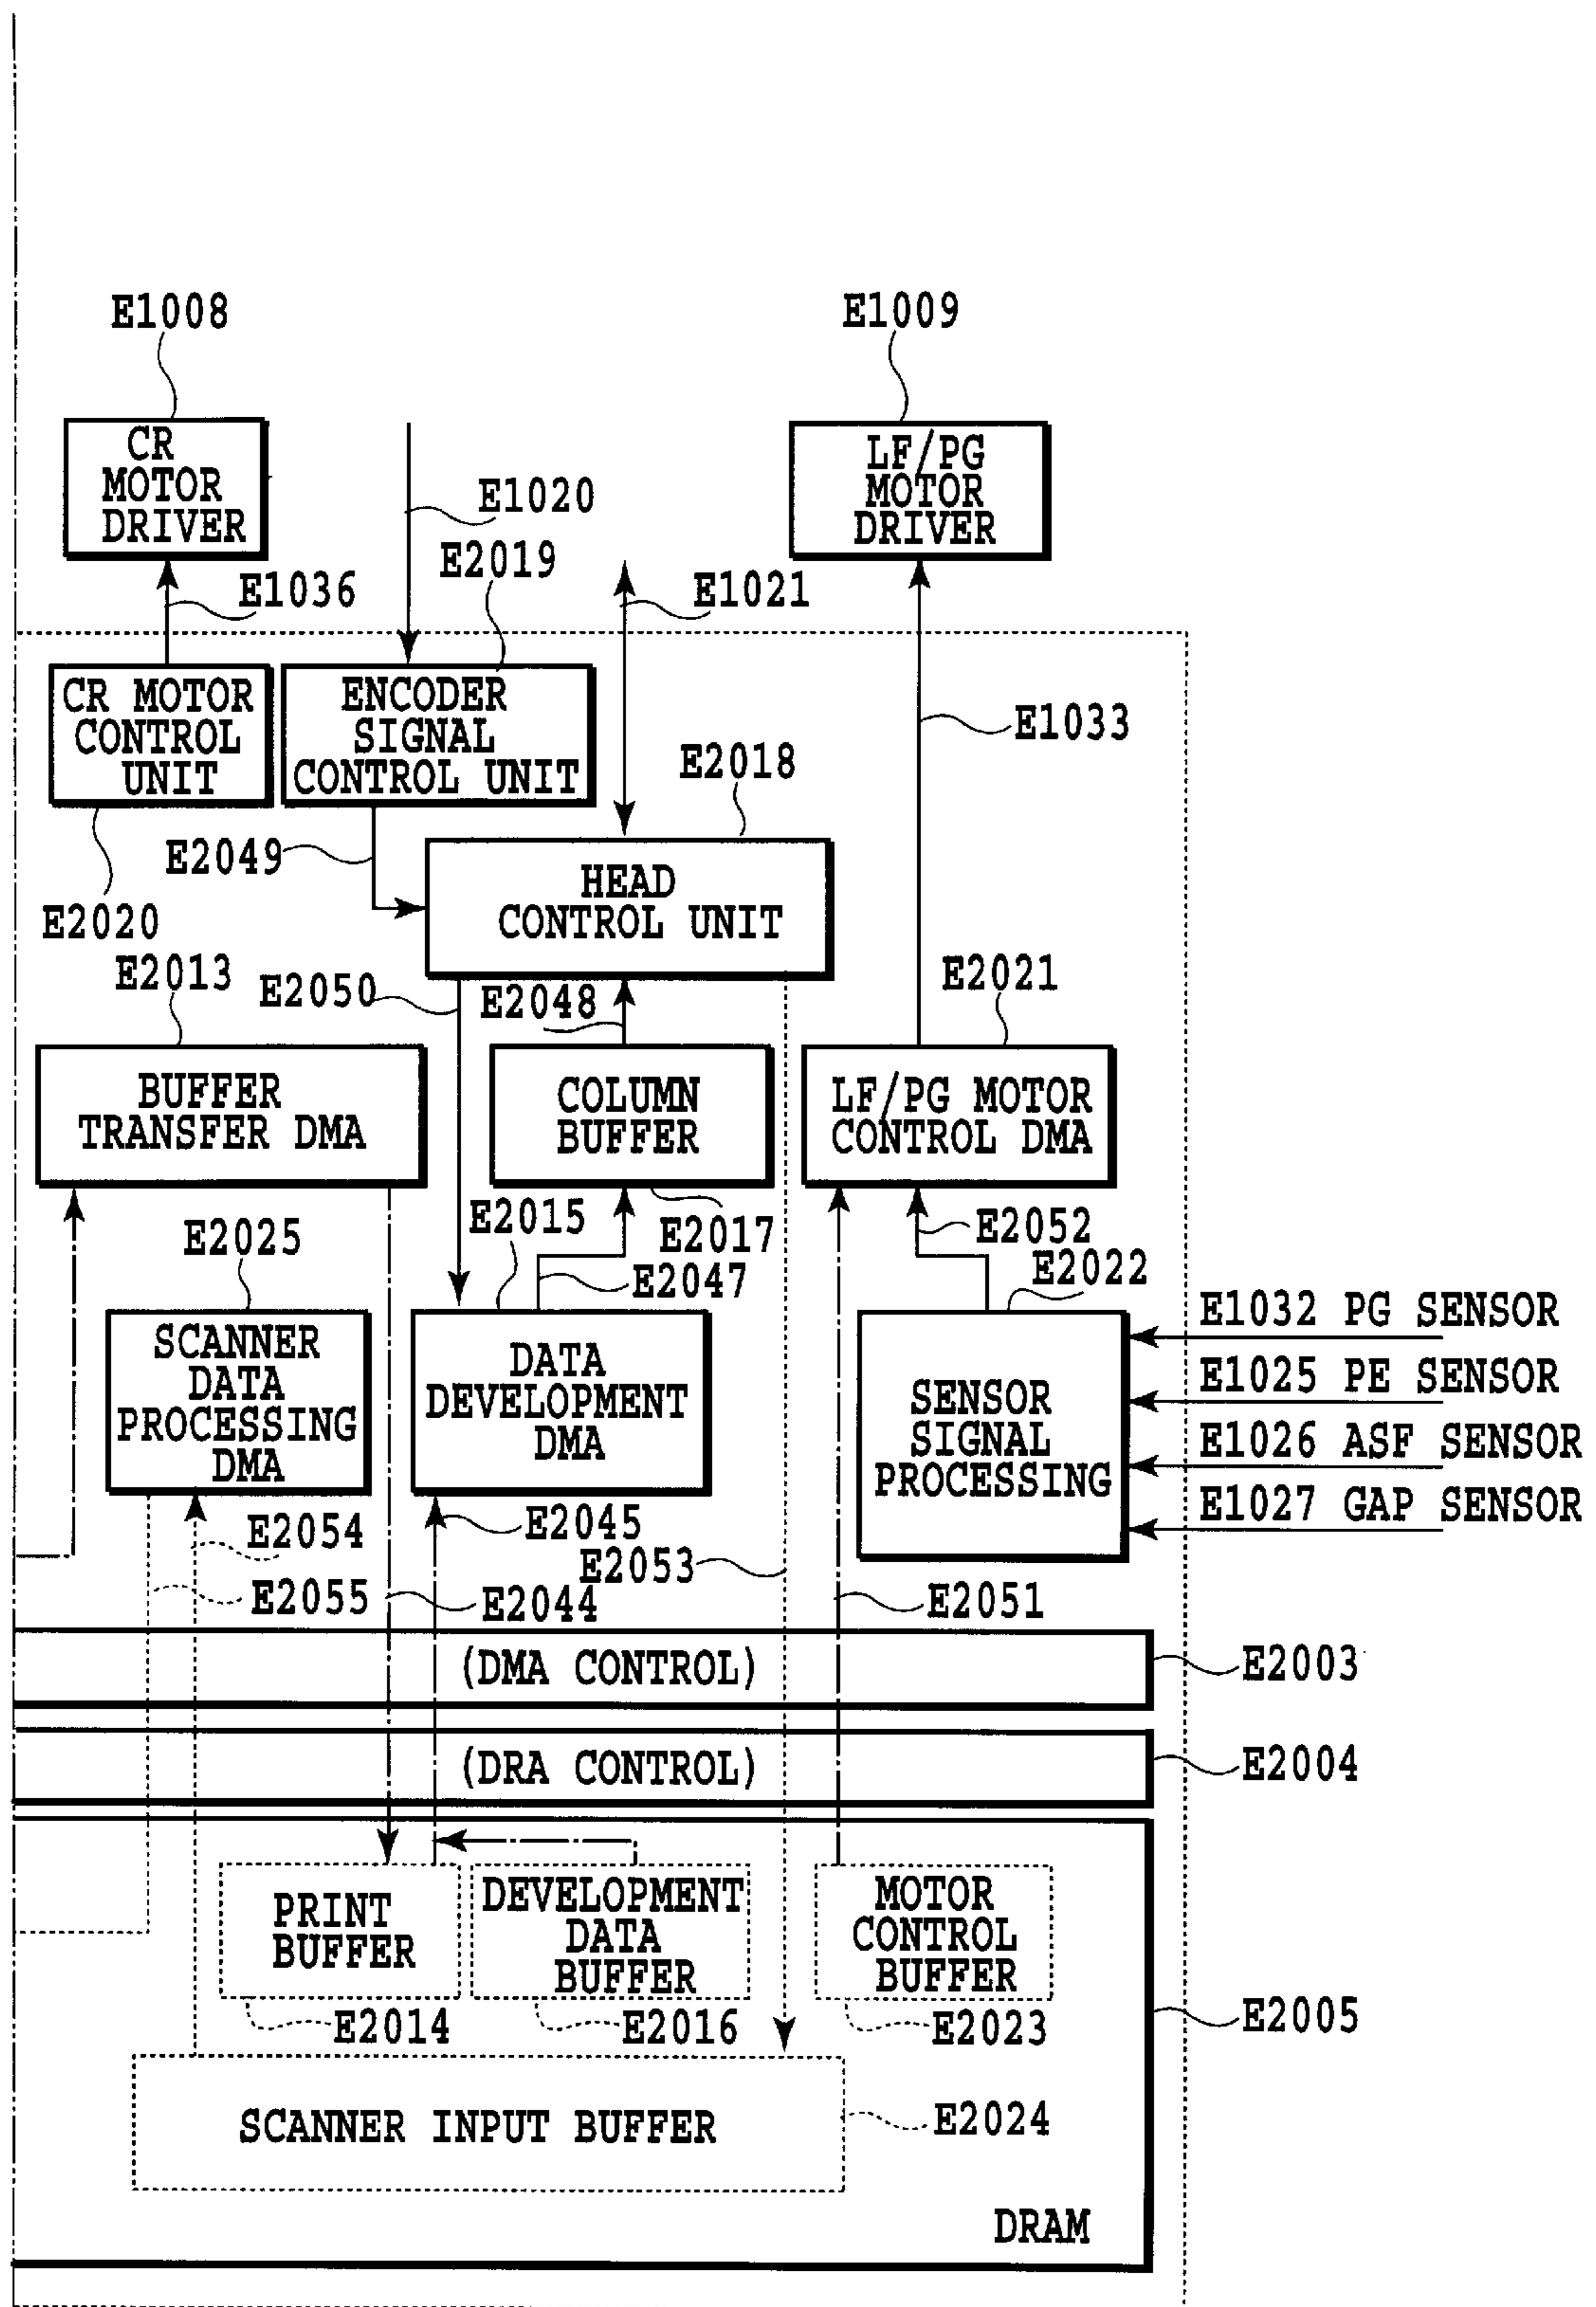 E1008
E1009
CR
MOTOR
DRIVER
LF/PG
MOTOR
DRIVER
E1020
E2019
E1036
E1021
CR MOTOR
CONTROL
UNIT
ENCODER
SIGNAL
CONTROL UNIT
E1033
E2018
E2049
HEAD
CONTROL UNIT
E2020
E2013
E2050
E2048
E2021
BUFFER
TRANSFER DMA
COLUMN
BUFFER
LF/PG MOTOR
CONTROL DMA
E2015
E2017
E2052
E2025
E2047
E2022
SCANNER
DATA
PROCESSING
DMA
DATA
DEVELOPMENT
DMA
SENSOR
SIGNAL
PROCESSING
E1032 PG SENSOR
E1025 PE SENSOR
E1026 ASF SENSOR
E1027 GAP SENSOR
E2054
E2045
E2053
E2055
E2044
E2051
(DMA CONTROL)
E2003
(DRA CONTROL)
E2004
PRINT
BUFFER
DEVELOPMENT
DATA
BUFFER
MOTOR
CONTROL
BUFFER
E2014
E2016
E2023
E2005
SCANNER INPUT BUFFER
E2024
DRAM